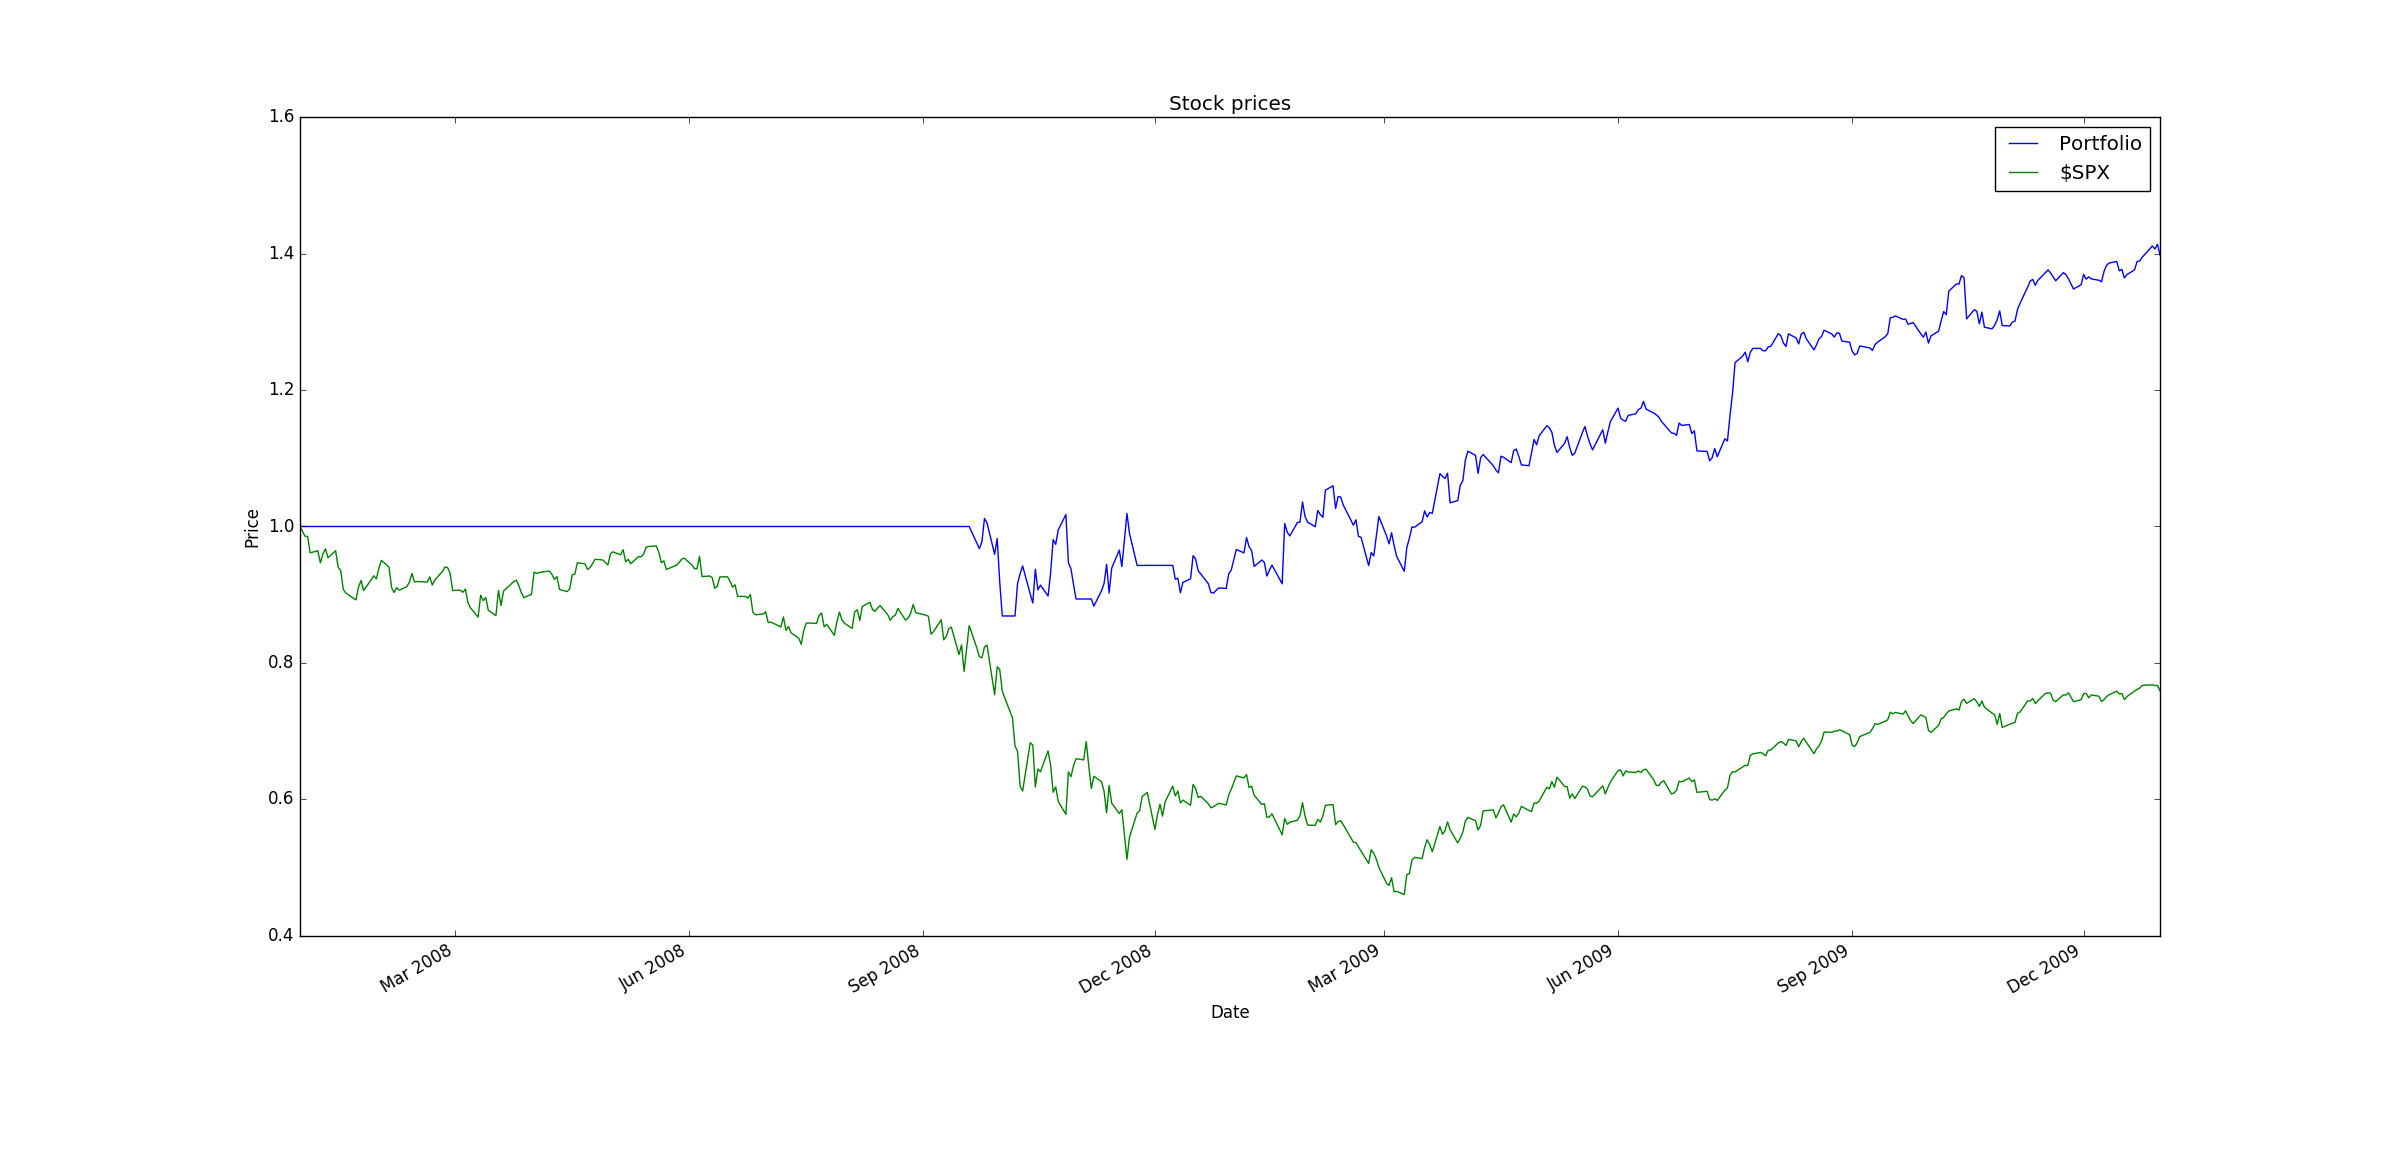 Stock prices
1.6
1.4
1.2
1.0
0.8
0.6
0.4
Price
Portfolio
$SPX
Mar 2008
Jun 2008
Sep 2008
Dec 2008
Mar 2009
Jun 2009
Sep 2009
Dec 2009
Date